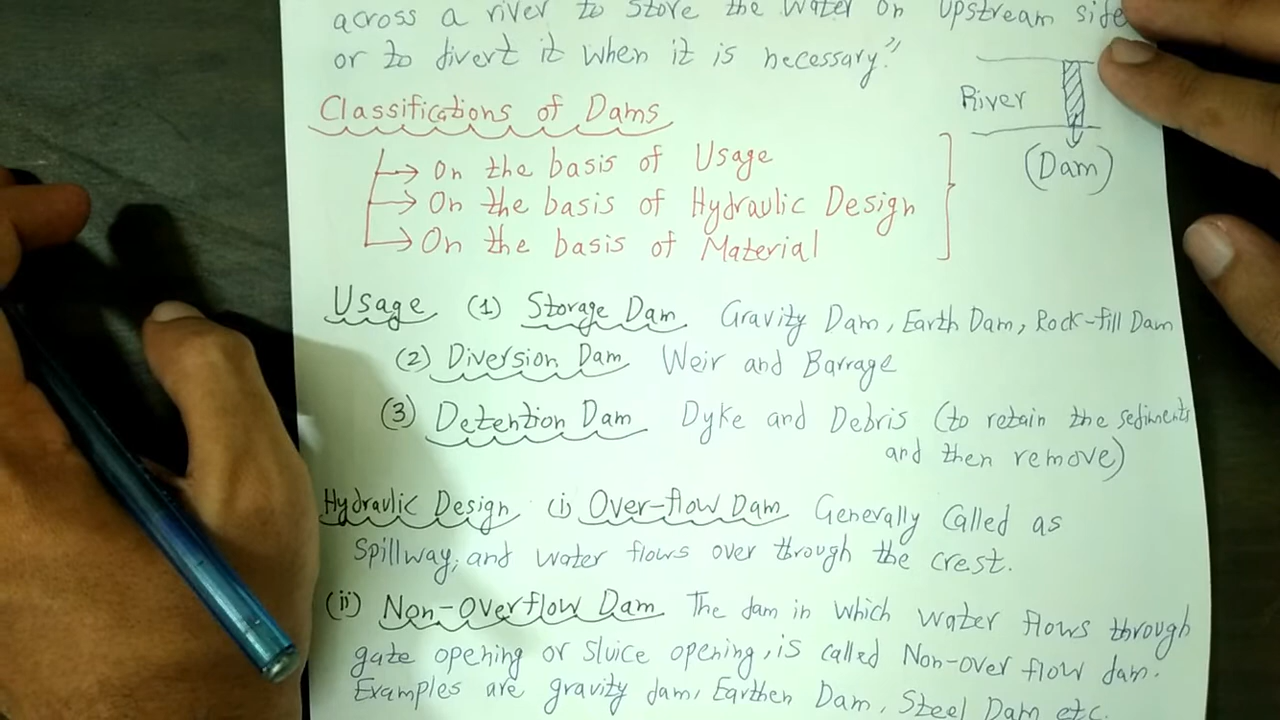 across a river to store the water on Upstream side
or to divert it when it is necessary."
River
(Dam)
Classifications of Dams
→ On the basis of Usage
→ On the basis of Hydraulic Design
→ On the basis of Material
Usage (1) Storage Dam Gravity Dam, Earth Dam, Rock-fill Dam
(2) Diversion Dam Weir and Barrage
(3) Detention Dam Dyke and Debris (to retain the sediments
and then remove)
Hydraulic Design (i) Over-flow Dam Generally Called as
Spillway, and water flows over through the crest.
(ii) Non-Overflow Dam The dam in which water flows through
gate opening or sluice opening, is called Non-over flow dam.
Examples are gravity dam, Earthen Dam, Steel Dam etc.